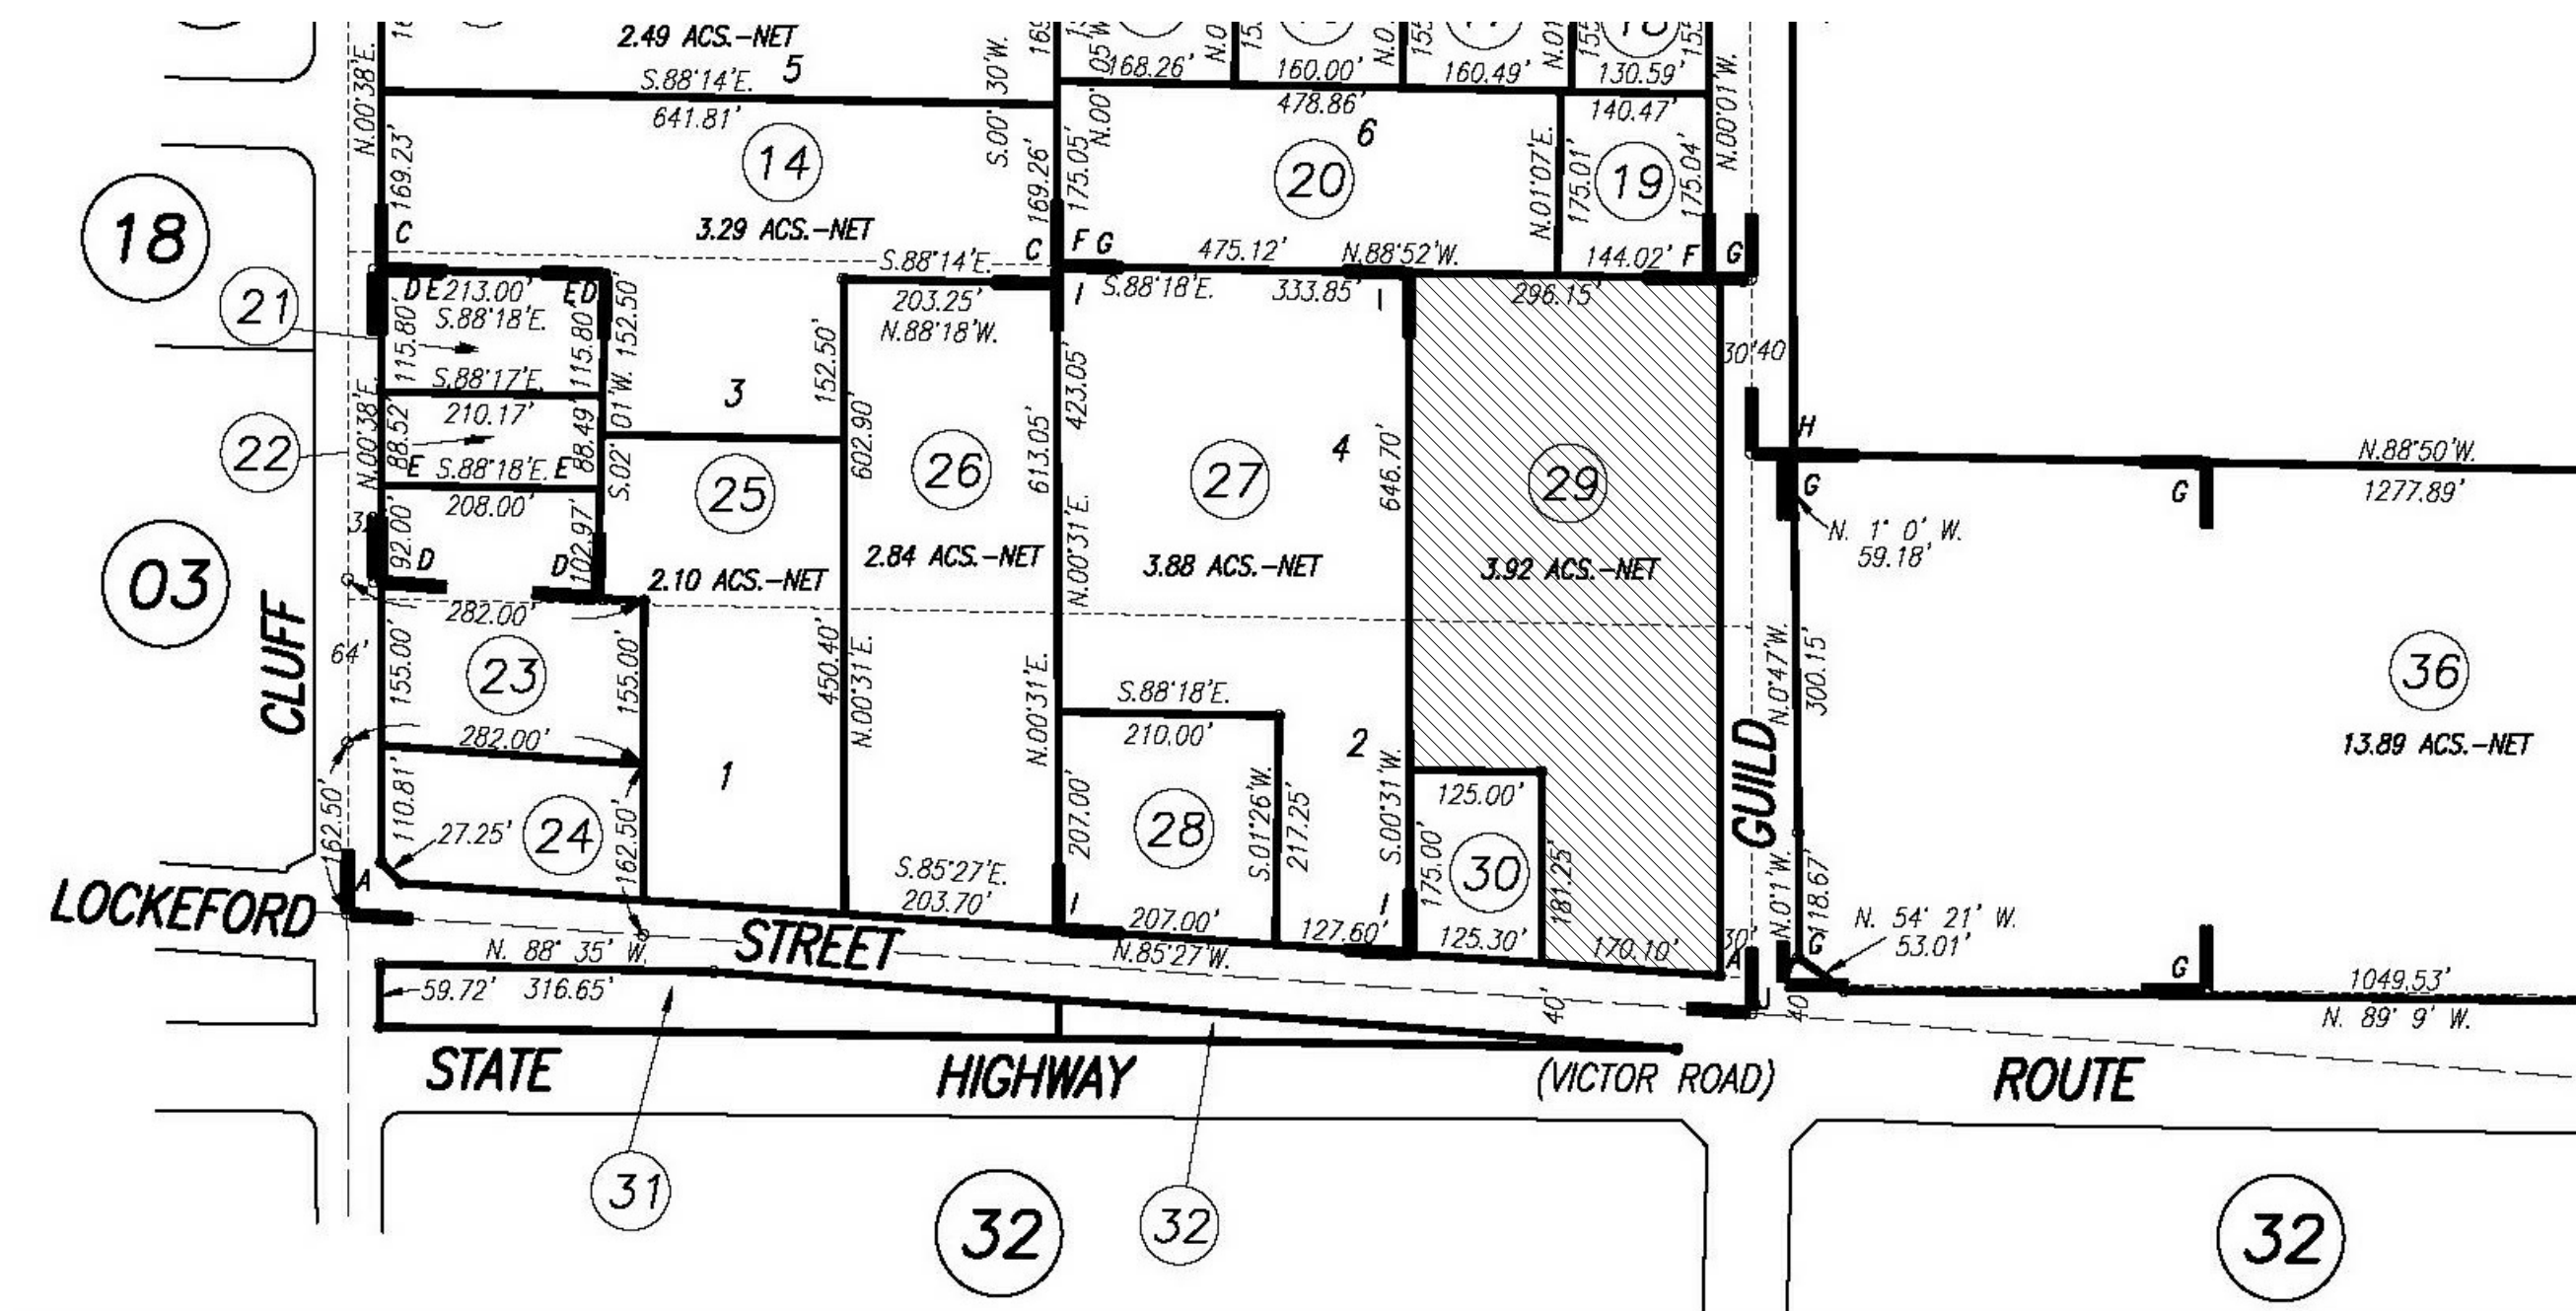 2.49 ACS.-NET
5
S.88°14'E.
641.81'
N.00°38'E.
169.23'
14
3.29 ACS.-NET
S.00° 30'W.
169.26'
175.05'
N.00°
05'W
168.26'
160.00'
160.49'
130.59'
478.86'
6
140.47'
N.00°01'W.
20
N.01°07'E.
175.01'
19
175.04'
18
C
C
F G
475.12'
N.88°52'W.
144.02'
F
G
S.88°14'E.
203.25'
N.88°18'W.
I
S.88°18'E.
333.85'
I
296.15'
21
D E
213.00'
E D
S.88°18'E.
115.80'
115.80'
152.50'
S.88°17'E.
210.17'
22
N.00°38'E.
88.52'
88.49'
S.02°
01'W.
E
S.88°18'E.
E
208.00'
92.00'
102.97'
D
D
3
152.50'
25
2.10 ACS.-NET
602.90'
26
2.84 ACS.-NET
613.05'
423.05'
N.00°31'E.
27
3.88 ACS.-NET
4
646.70'
29
3.92 ACS.-NET
30'
40
H
N.88°50'W.
1277.89'
G
G
N. 1° 0' W.
59.18'
03
CLUFF
64'
282.00'
155.00'
23
155.00'
282.00'
450.40'
N.00°31'E.
N.00°31'E.
S.88°18'E.
210.00'
2
1
28
207.00'
S.01°26'W.
217.25'
S.00°31'W.
125.00'
175.00'
30
181.25'
GUILD
N.0°47'W.
300.15'
36
13.89 ACS.-NET
162.50'
110.81'
27.25'
24
162.50'
S.85°27'E.
203.70'
N.0°1'W.
118.67'
N. 54° 21' W.
53.01'
LOCKEFORD
A
STREET
I
207.00'
127.60'
I
125.30'
170.10'
30'
A
G
G
1049.53'
N. 89° 9' W.
N. 88° 35' W.
N.85°27'W.
59.72'
316.65'
40'
40'
STATE
HIGHWAY
(VICTOR ROAD)
ROUTE
31
32
32
32